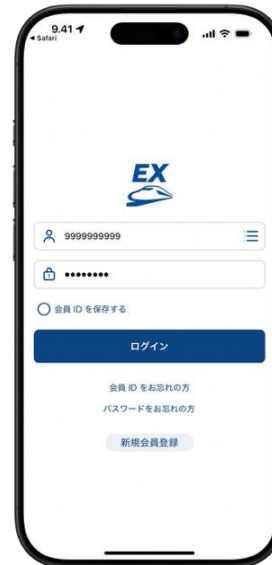 9.41
◀ Safari
EX
9999999999
••••••••
会員 ID を保存する
ログイン
会員 ID をお忘れの方
パスワードをお忘れの方
新規会員登録